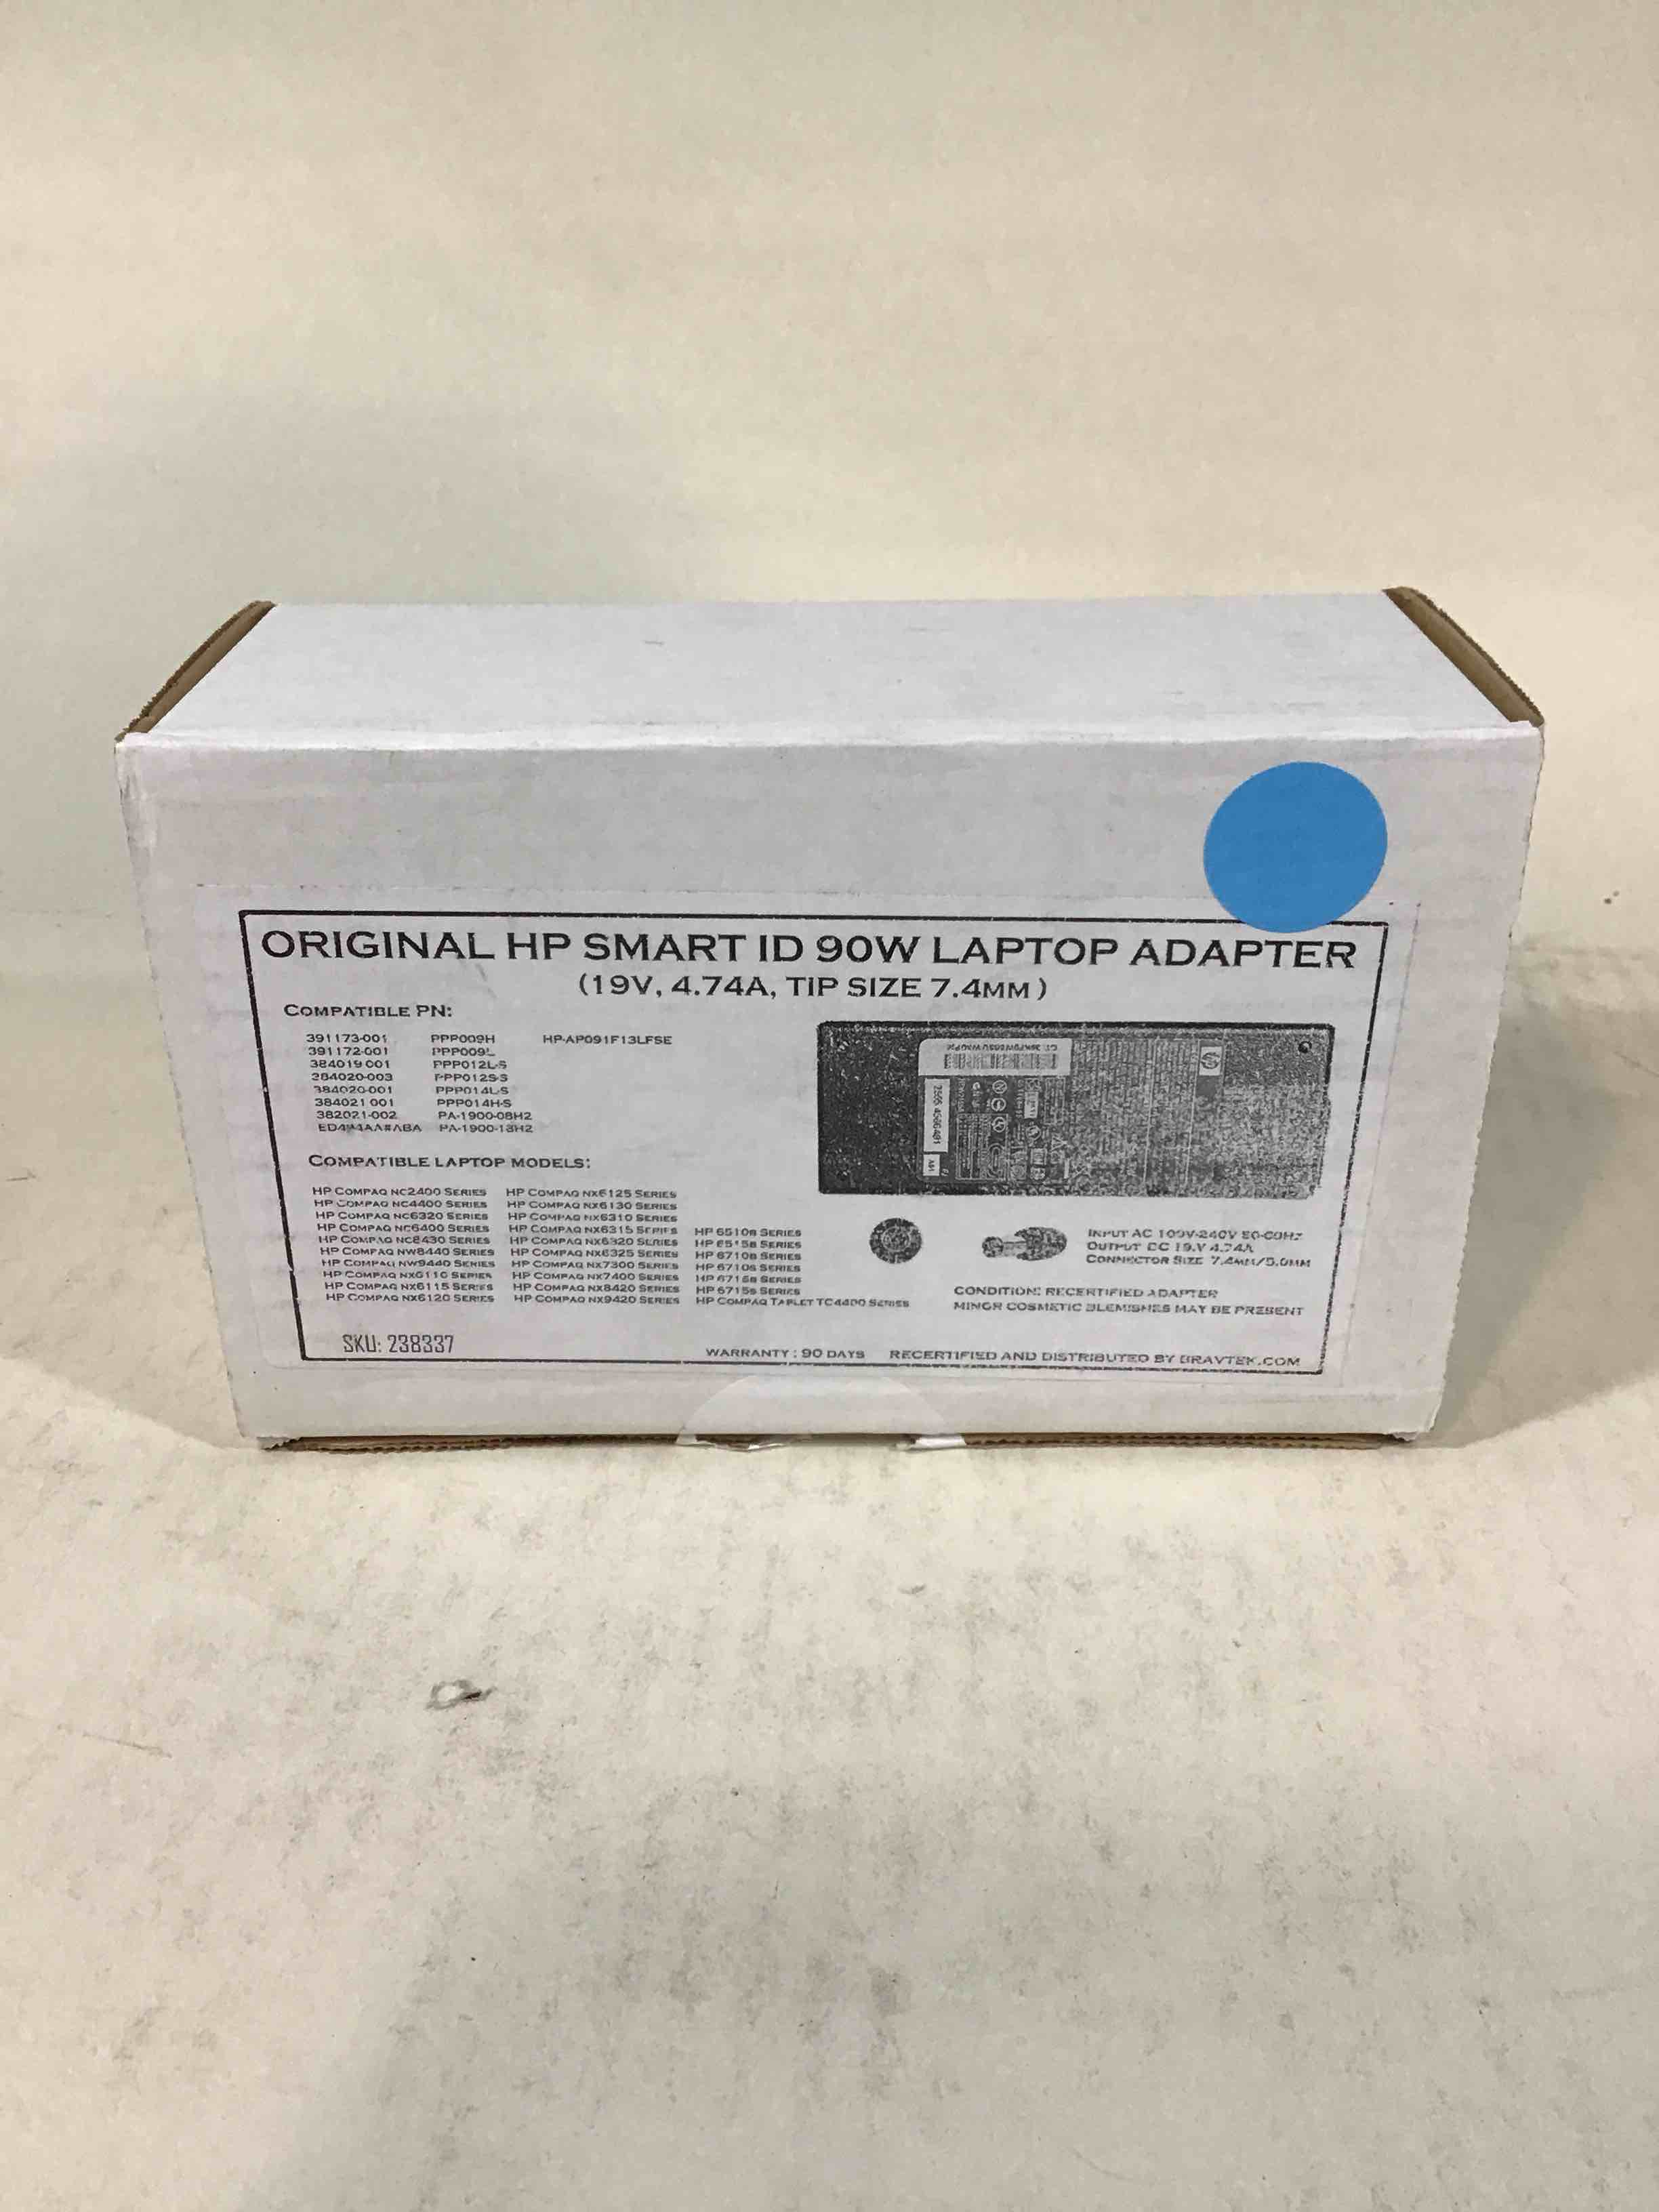 ORIGINAL HP SMART ID 90W LAPTOP ADAPTER
(19V, 4.74A, TIP SIZE 7.4MM)
COMPATIBLE PN:
391173-001 PPP009H HP-AP091F13LFSE
391172-001 PPP009L
384019 001 PPP012L-S
284020-003 PPP012S-S
384020-001 PPP014L-S
384021 001 PPP014H-S
382021-002 PA-1900-08H2
PA-1900-18H2
COMPATIBLE LAPTOP MODELS:
HP COMPAQ NC2400 SERIES HP COMPAQ NX6125 SERIES
HP COMPAQ NC4400 SERIES HP COMPAQ NX6130 SERIES
HP COMPAQ NC6320 SERIES HP COMPAQ NX6310 SERIES
HP COMPAQ NC6400 SERIES HP COMPAQ NX6315 SERIES HP 6510B SERIES
HP COMPAQ NC8430 SERIES HP COMPAQ NX6320 SERIES HP 6515B SERIES
HP COMPAQ NW8440 SERIES HP COMPAQ NX6325 SERIES HP 6710B SERIES
HP COMPAQ NW9440 SERIES HP COMPAQ NX7300 SERIES HP 6710S SERIES
HP COMPAQ NX6110 SERIES HP COMPAQ NX7400 SERIES HP 6715B SERIES
HP COMPAQ NX6115 SERIES HP COMPAQ NX8420 SERIES HP 6715S SERIES
HP COMPAQ NX6120 SERIES HP COMPAQ NX9420 SERIES HP COMPAQ TABLET TC4400 SERIES
INPUT AC 100V-240V 50-60HZ
OUTPUT DC 19.V 4.74A
CONNECTOR SIZE 7.4MM/5.0MM
CONDITION: RECERTIFIED ADAPTER
MINOR COSMETIC BLEMISHES MAY BE PRESENT
SKU: 238337
WARRANTY : 90 DAYS RECERTIFIED AND DISTRIBUTED BY BRAVTEK.COM